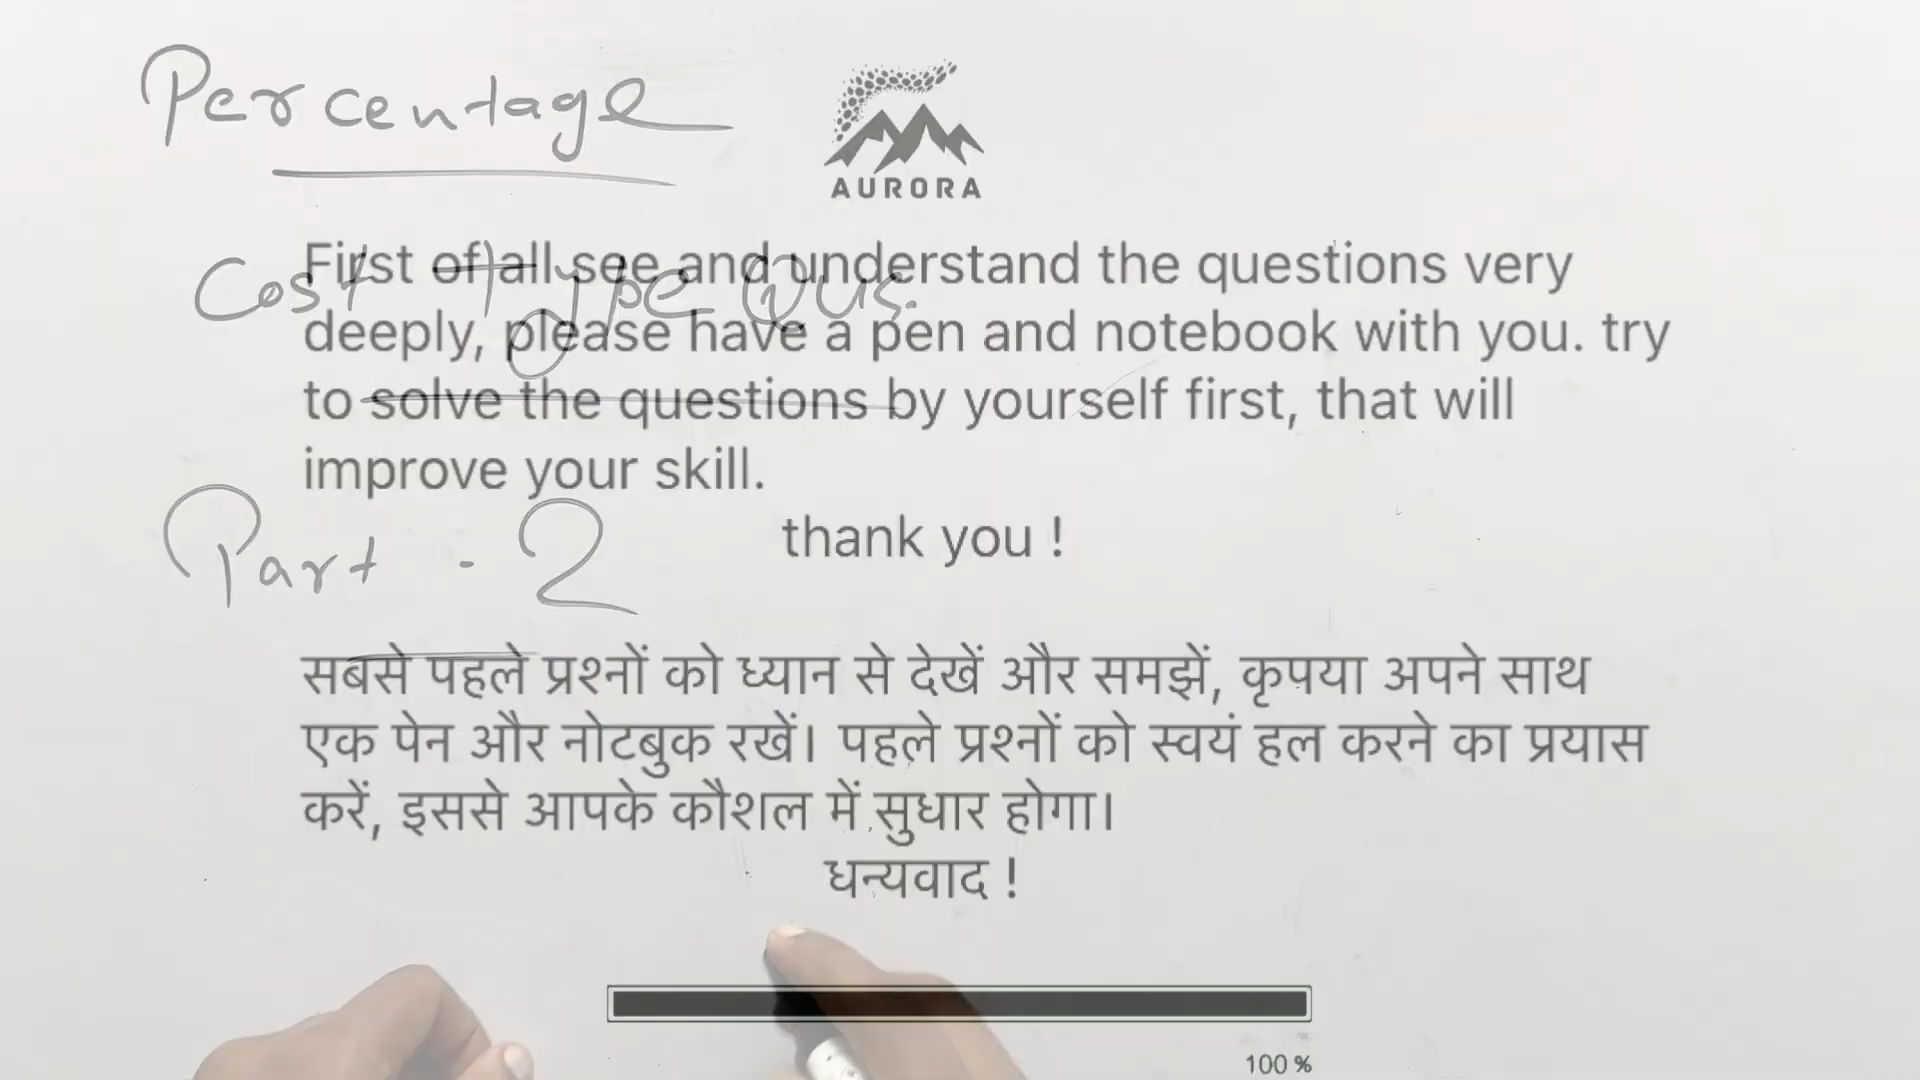 Percentage
AURORA
First of all see and understand the questions very
deeply, please have a pen and notebook with you. try
to solve the questions by yourself first, that will
improve your skill.
thank you !
Cost type Qus.
Part - 2
सबसे पहले प्रश्नों को ध्यान से देखें और समझें, कृपया अपने साथ
एक पेन और नोटबुक रखें। पहले प्रश्नों को स्वयं हल करने का प्रयास
करें, इससे आपके कौशल में सुधार होगा।
धन्यवाद !
100 %